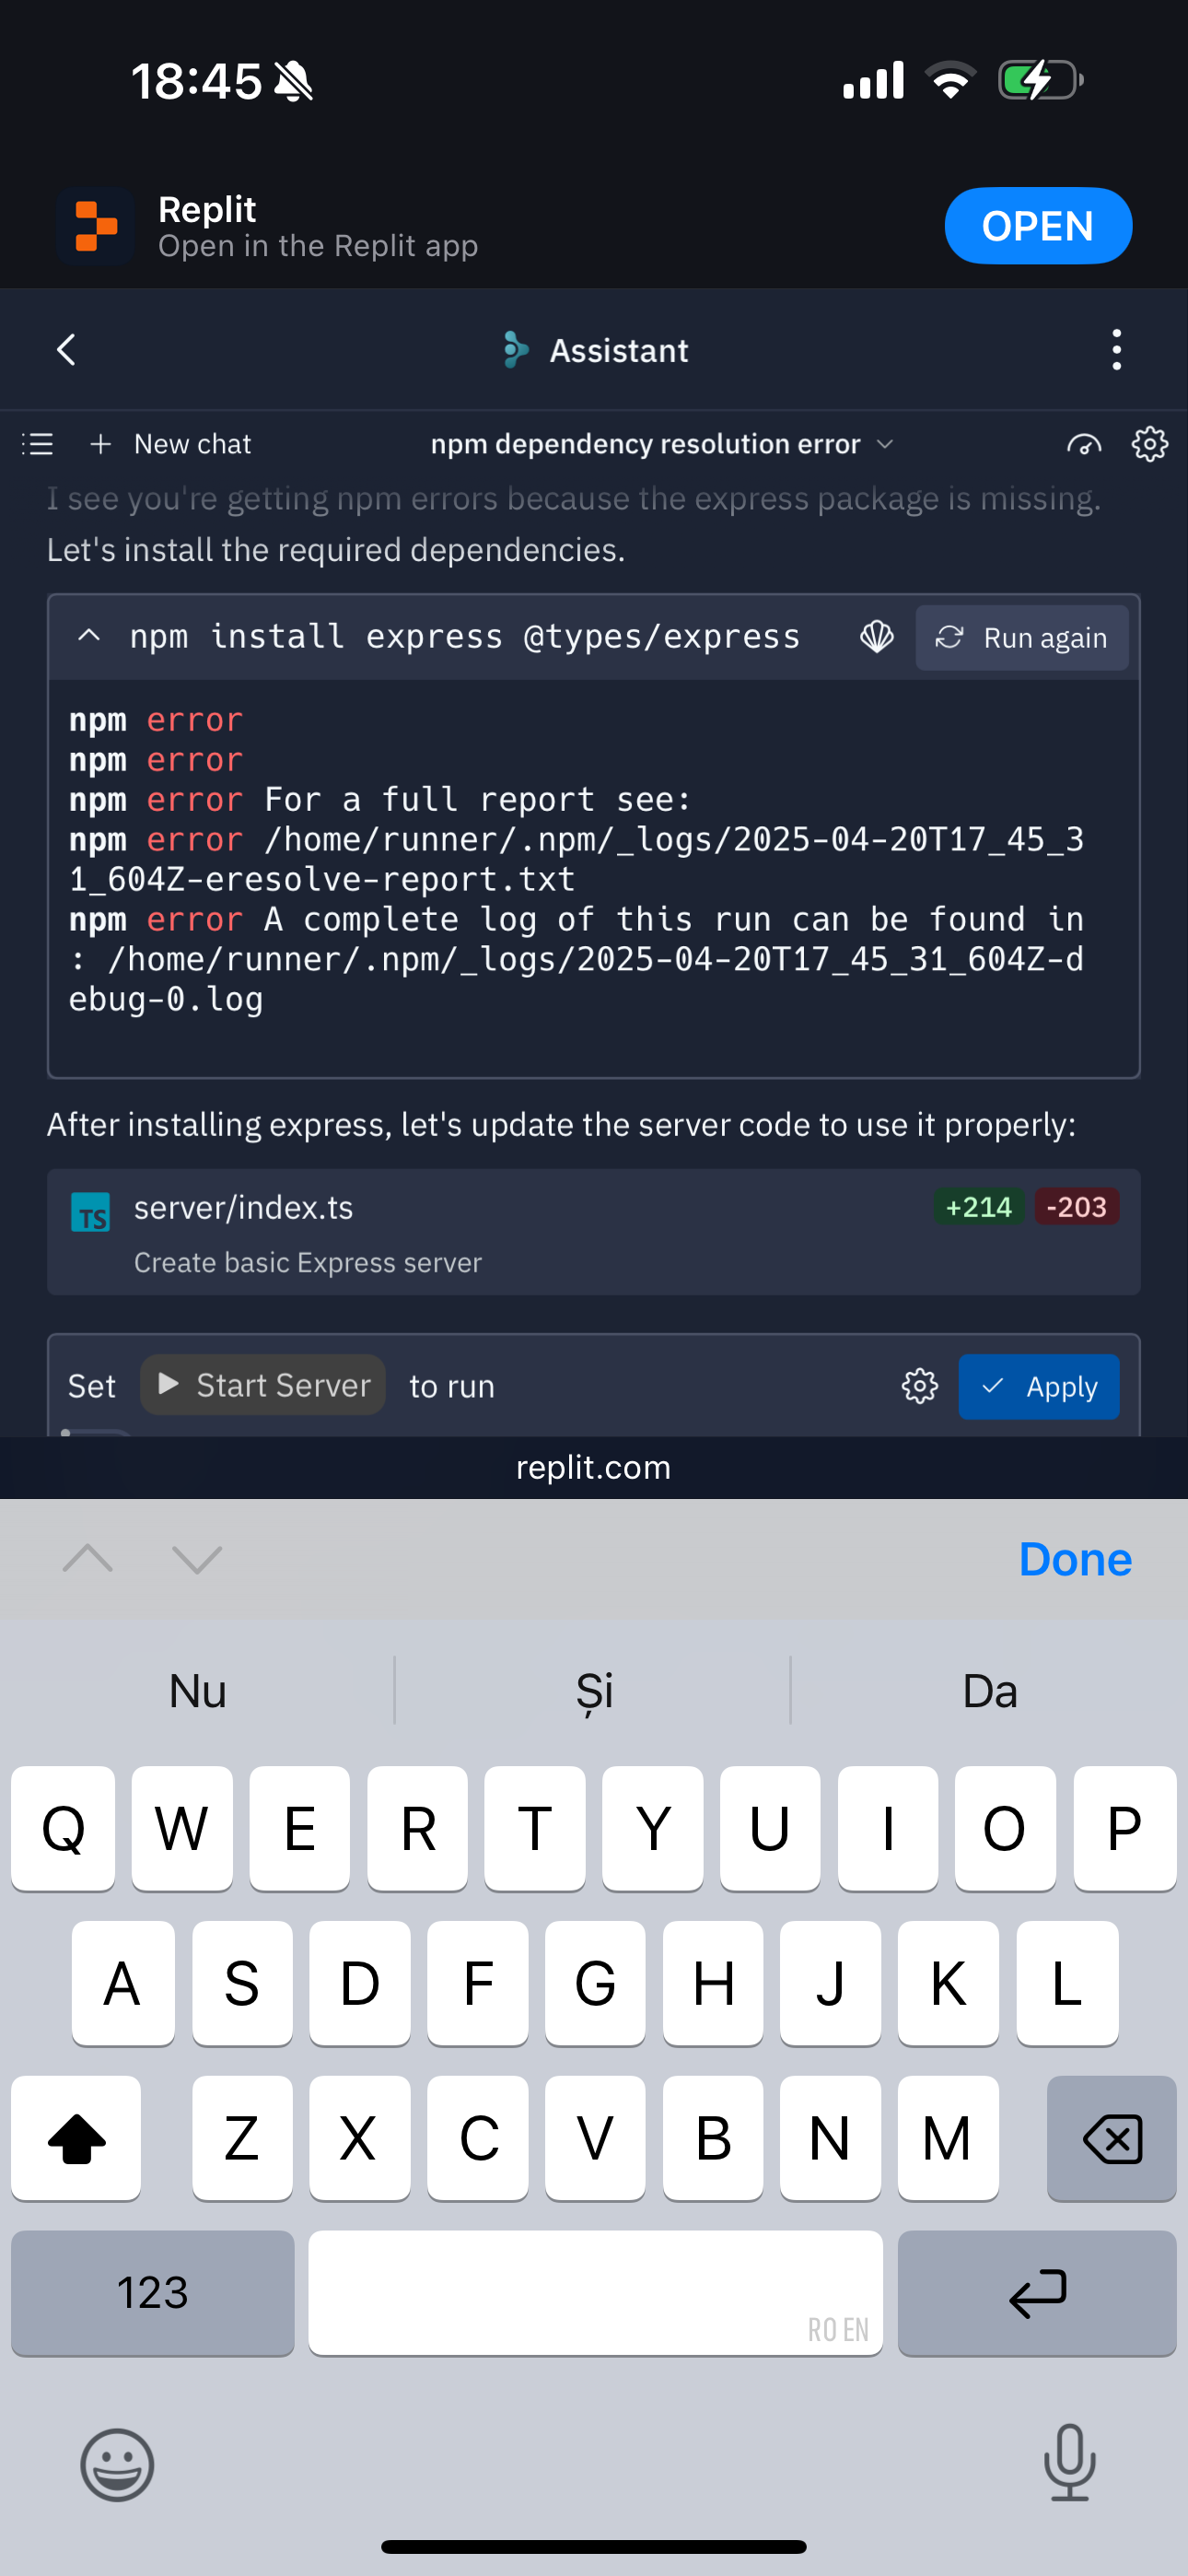 18:45
Replit
Open in the Replit app
OPEN
Assistant
New chat
npm dependency resolution error
I see you're getting npm errors because the express package is missing.
Let's install the required dependencies.
npm install express @types/express
Run again
npm error
npm error
npm error For a full report see:
npm error /home/runner/.npm/_logs/2025-04-20T17_45_3
1_604Z-eresolve-report.txt
npm error A complete log of this run can be found in
: /home/runner/.npm/_logs/2025-04-20T17_45_31_604Z-d
ebug-0.log
After installing express, let's update the server code to use it properly:
TS
server/index.ts
+214 -203
Create basic Express server
Set Start Server to run
Apply
replit.com
Done
Nu Și Da
Q W E R T Y U I O P
A S D F G H J K L
Z X C V B N M
123
RO EN